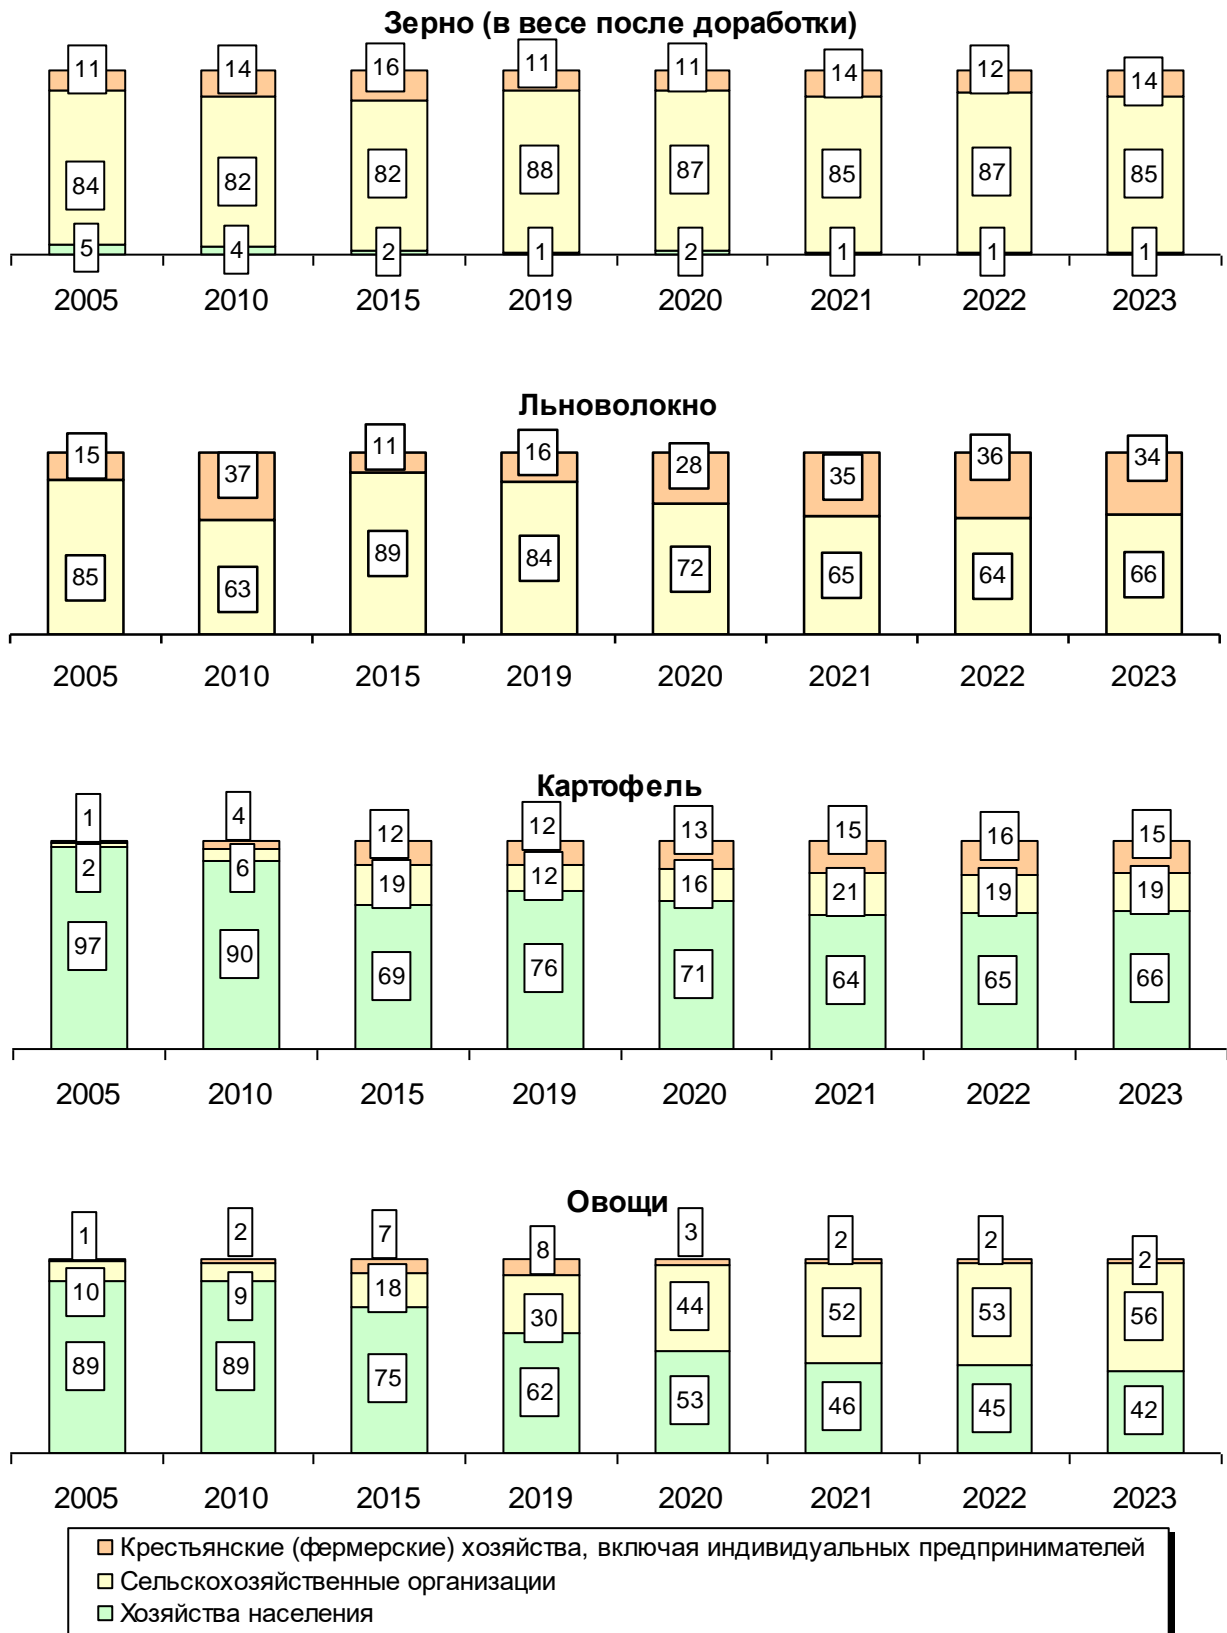 Зерно (в весе после доработки)
11 14 16 11 11 14 12 14
84 82 82 88 87 85 87 85
5 4 2 1 2 1 1 1
2005 2010 2015 2019 2020 2021 2022 2023
Льноволокно
15 37 11 16 28 35 36 34
85 63 89 84 72 65 64 66
2005 2010 2015 2019 2020 2021 2022 2023
Картофель
1 4 12 12 13 15 16 15
2 6 19 12 16 21 19 19
97 90 69 76 71 64 65 66
2005 2010 2015 2019 2020 2021 2022 2023
Овощи
1 2 7 8 3 2 2 2
10 9 18 30 44 52 53 56
89 89 75 62 53 46 45 42
2005 2010 2015 2019 2020 2021 2022 2023
Крестьянские (фермерские) хозяйства, включая индивидуальных предпринимателей
Сельскохозяйственные организации
Хозяйства населения